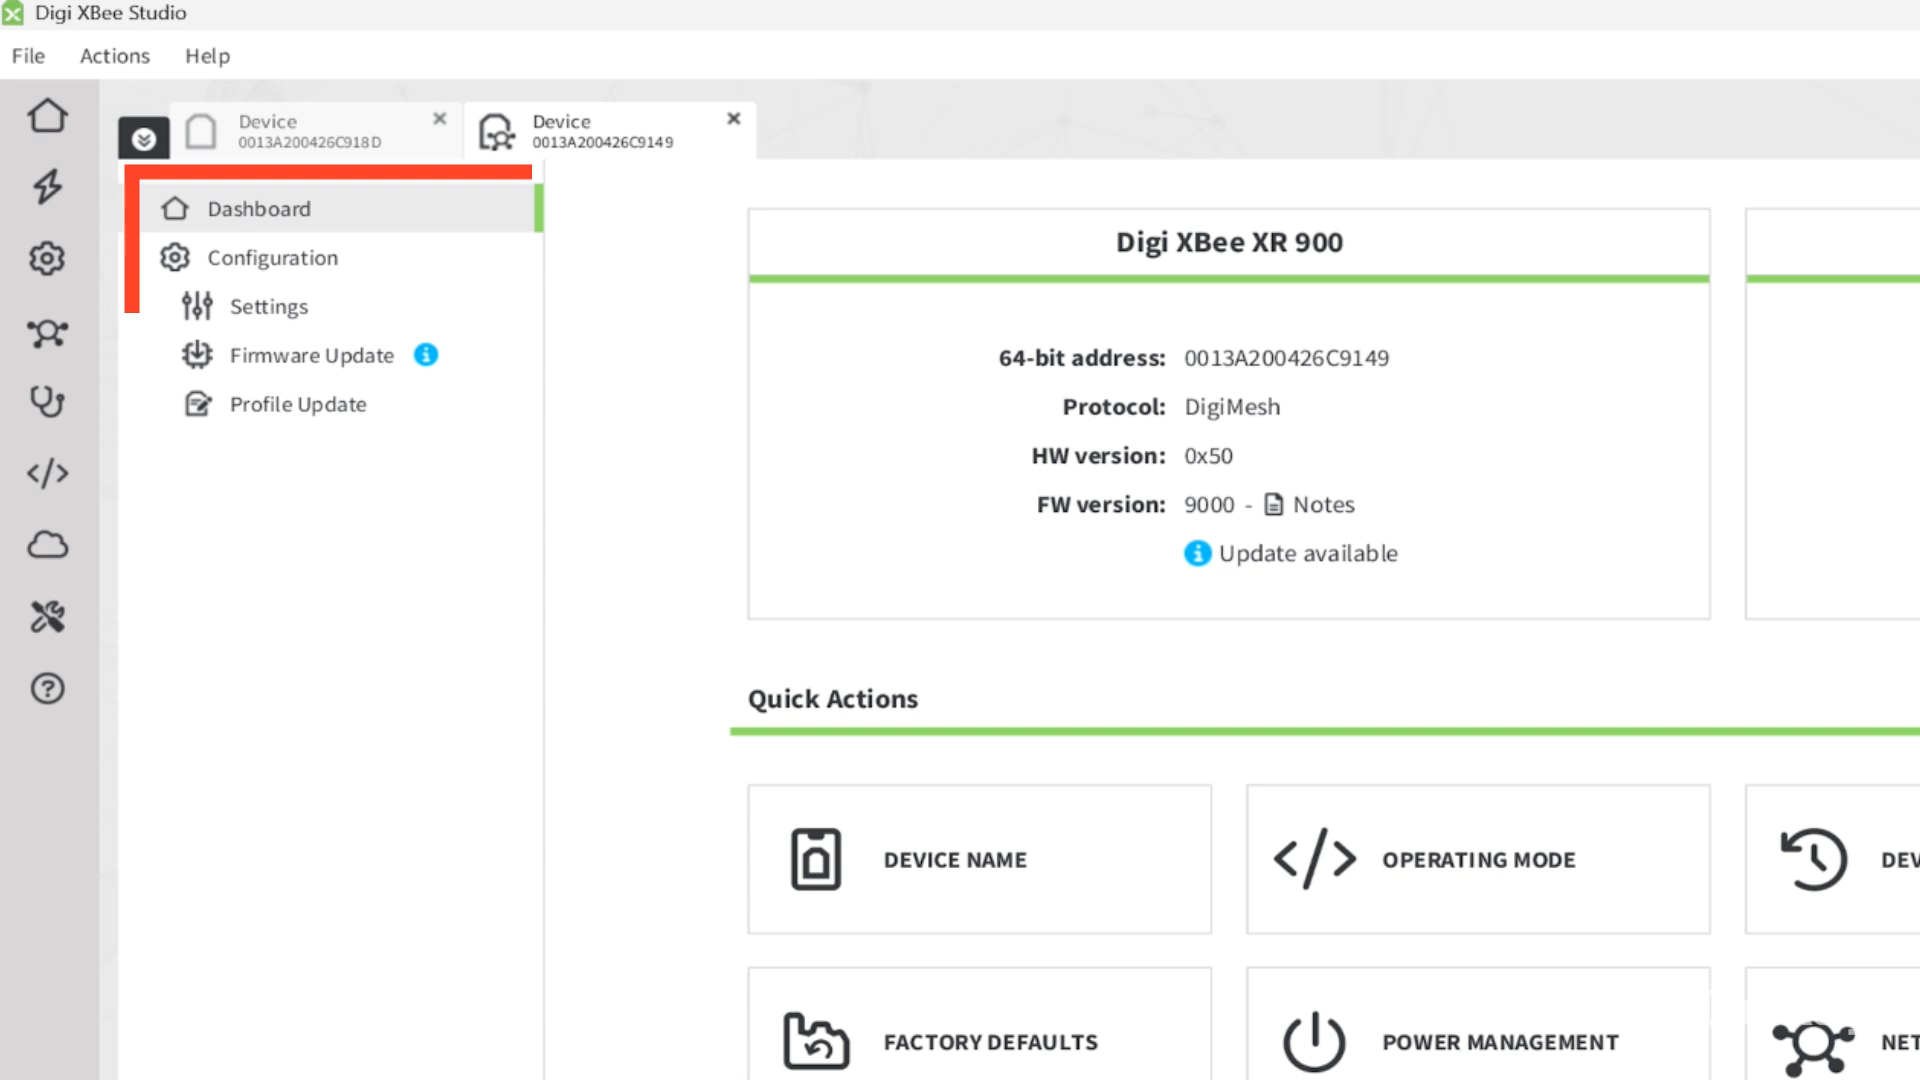 Digi XBee Studio
File Actions Help
Device
0013A200426C918D
Device
0013A200426C9149
Dashboard
Configuration
Settings
Firmware Update
Profile Update
Digi XBee XR 900
64-bit address: 0013A200426C9149
Protocol: DigiMesh
HW version: 0x50
FW version: 9000 - Notes
Update available
Quick Actions
DEVICE NAME
OPERATING MODE
DEV
FACTORY DEFAULTS
POWER MANAGEMENT
NET